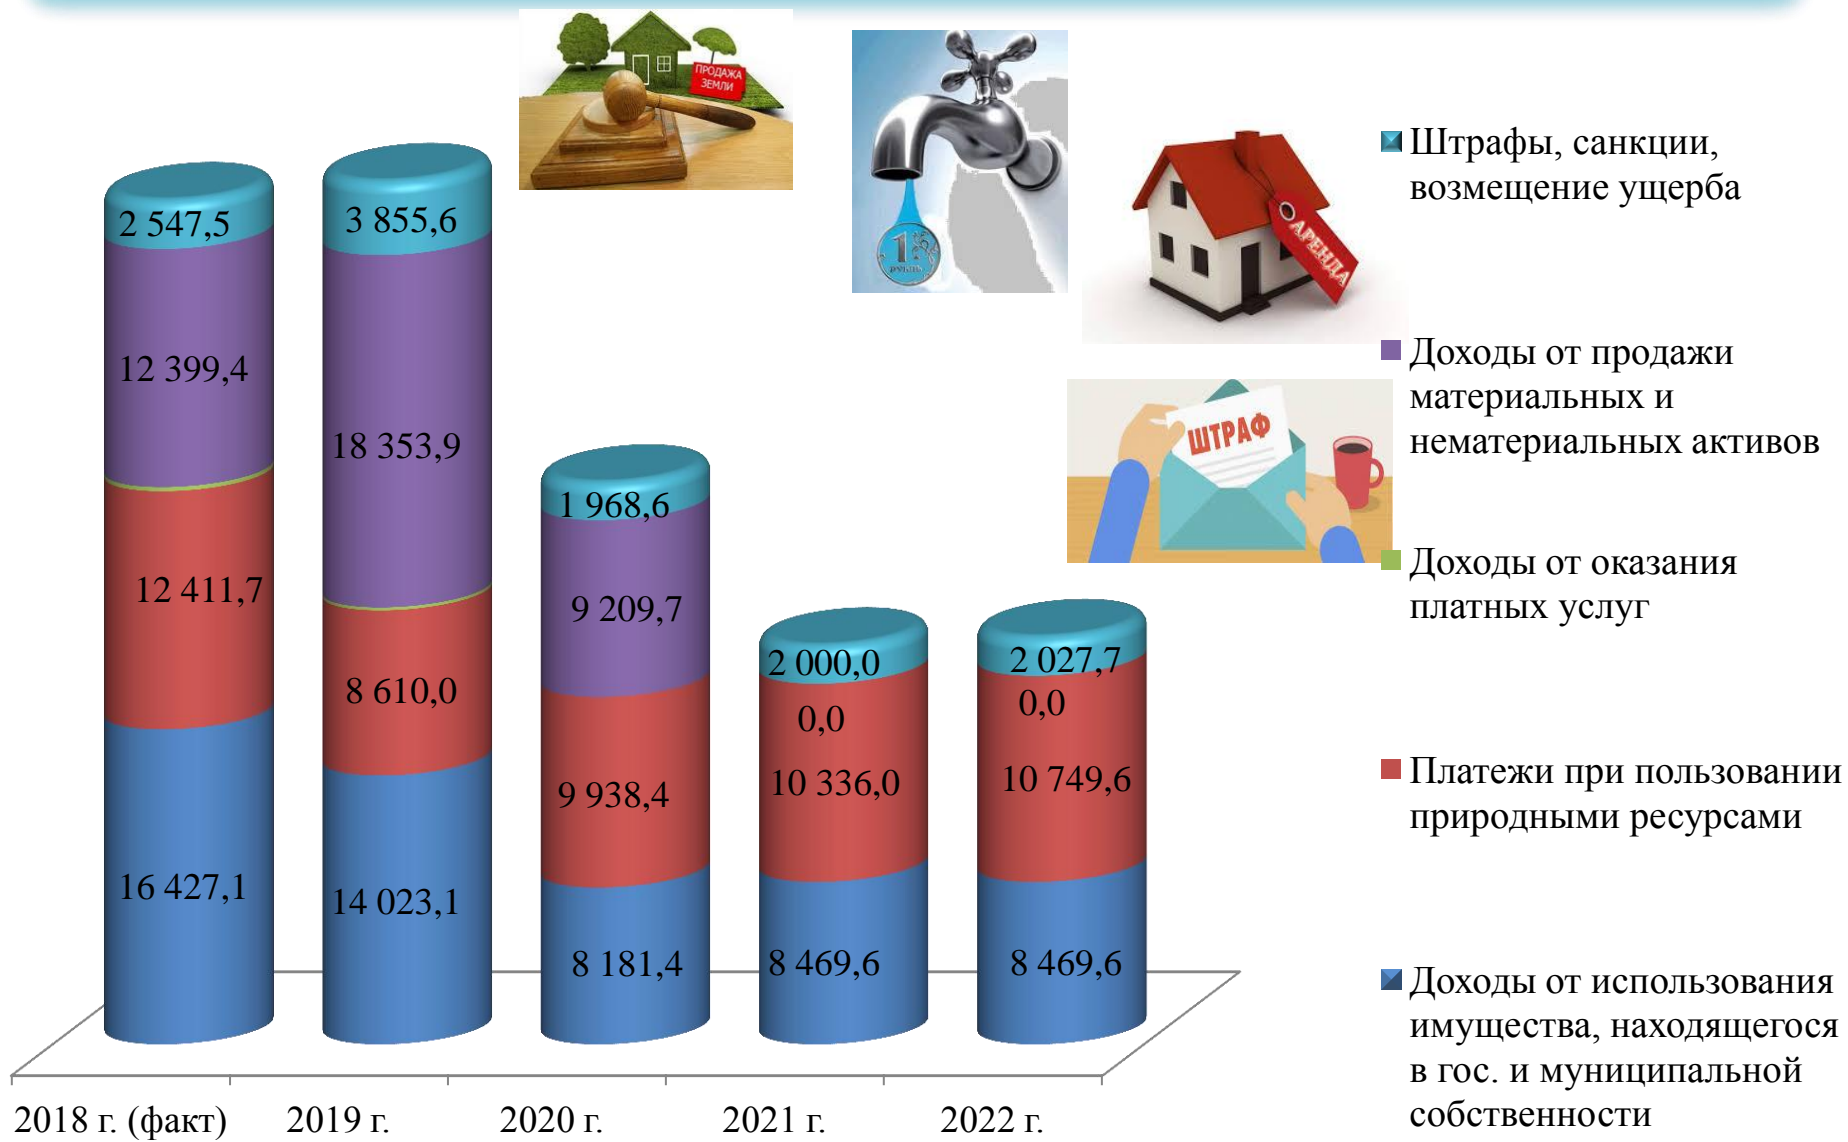 ПРОДАЖА
ЗЕМЛИ
1
РУБЛЬ
АРЕНДА
ШТРАФ
2 547,5
12 399,4
12 411,7
16 427,1
3 855,6
18 353,9
8 610,0
14 023,1
1 968,6
9 209,7
9 938,4
8 181,4
2 000,0
0,0
10 336,0
8 469,6
2 027,7
0,0
10 749,6
8 469,6
2018 г. (факт)
2019 г.
2020 г.
2021 г.
2022 г.
Штрафы, санкции,
возмещение ущерба
Доходы от продажи
материальных и
нематериальных активов
Доходы от оказания
платных услуг
Платежи при пользовании
природными ресурсами
Доходы от использования
имущества, находящегося
в гос. и муниципальной
собственности